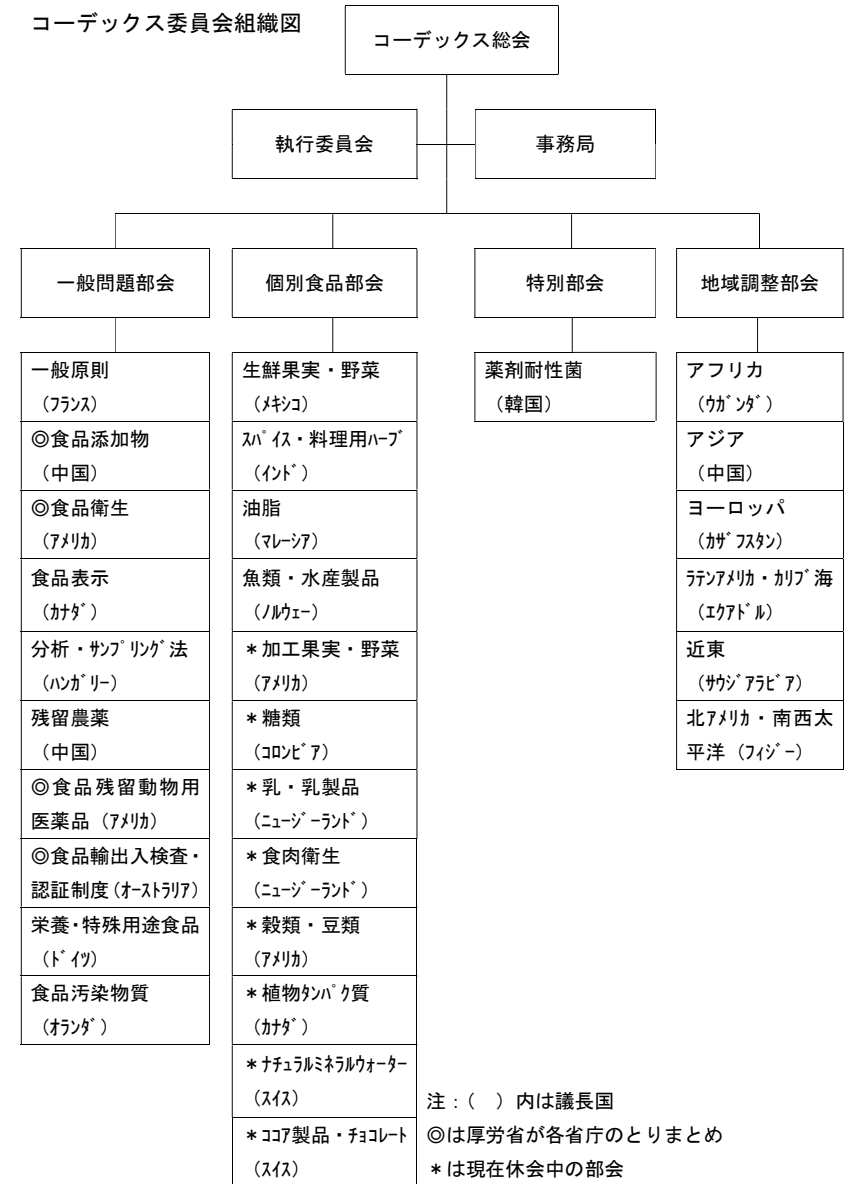 コーデックス委員会組織図
コーデックス総会
執行委員会
事務局
一般問題部会
個別食品部会
特別部会
地域調整部会
一般原則
（ﾌﾗﾝｽ）
◎食品添加物
（中国）
◎食品衛生
（ｱﾒﾘｶ）
食品表示
（ｶﾅﾀﾞ）
分析・ｻﾝﾌﾟﾘﾝｸﾞ法
（ﾊﾝｶﾞﾘｰ）
残留農薬
（中国）
◎食品残留動物用
医薬品（ｱﾒﾘｶ）
◎食品輸出入検査・
認証制度（ｵｰｽﾄﾗﾘｱ）
栄養・特殊用途食品
（ﾄﾞｲﾂ）
食品汚染物質
（ｵﾗﾝﾀﾞ）
生鮮果実・野菜
（ﾒｷｼｺ）
ｽﾊﾟｲｽ・料理用ﾊｰﾌﾞ
（ｲﾝﾄﾞ）
油脂
（ﾏﾚｰｼｱ）
魚類・水産製品
（ﾉﾙｳｪｰ）
＊加工果実・野菜
（ｱﾒﾘｶ）
＊糖類
（ｺﾛﾝﾋﾞｱ）
＊乳・乳製品
（ﾆｭｰｼﾞｰﾗﾝﾄﾞ）
＊食肉衛生
（ﾆｭｰｼﾞｰﾗﾝﾄﾞ）
＊穀類・豆類
（ｱﾒﾘｶ）
＊植物ﾀﾝﾊﾟｸ質
（ｶﾅﾀﾞ）
＊ﾅﾁｭﾗﾙﾐﾈﾗﾙｳｫｰﾀｰ
（ｽｲｽ）
＊ｺｺｱ製品・ﾁｮｺﾚｰﾄ
（ｽｲｽ）
薬剤耐性菌
（韓国）
アフリカ
（ｳｶﾞﾝﾀﾞ）
アジア
（中国）
ヨーロッパ
（ｶｻﾞﾌｽﾀﾝ）
ﾗﾃﾝｱﾒﾘｶ・ｶﾘﾌﾞ海
（ｴｸｱﾄﾞﾙ）
近東
（ｻｳｼﾞｱﾗﾋﾞｱ）
北ｱﾒﾘｶ・南西太
平洋（ﾌｨｼﾞｰ）
注：（　）内は議長国
◎は厚労省が各省庁のとりまとめ
＊は現在休会中の部会